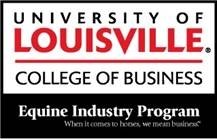 UNIVERSITY OF
LOUISVILLE
COLLEGE OF BUSINESS
Equine Industry Program
When it comes to horses, we mean business.